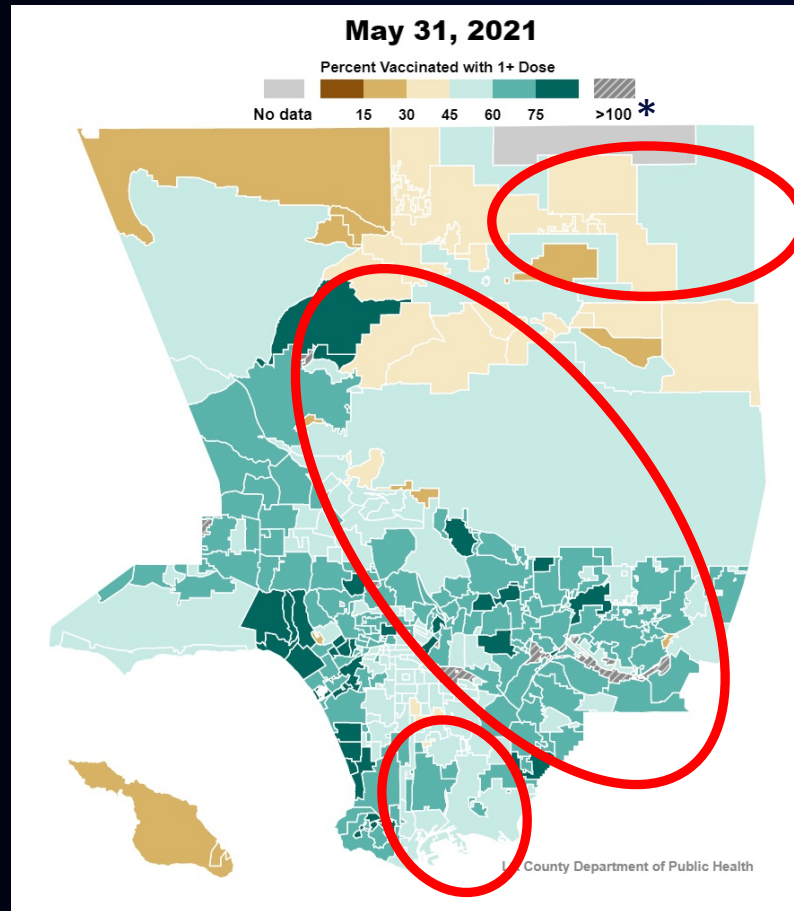 May 31, 2021
Percent Vaccinated with 1+ Dose
No data 15 30 45 60 75 >100 *
County Department of Public Health